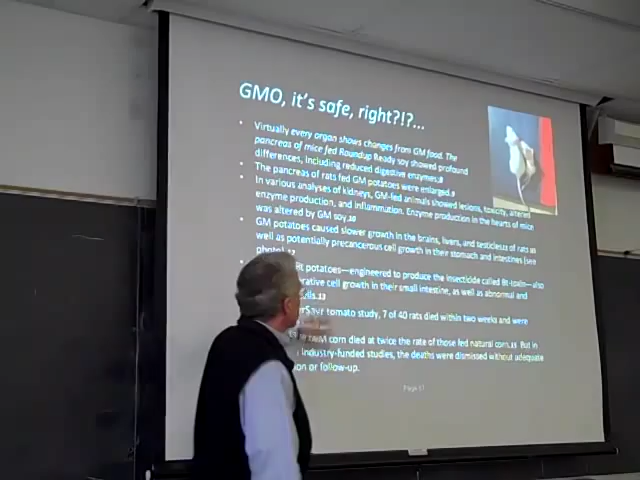 GMO, it's safe, right?!?...
• Virtually every organ shows changes from GM food. The
pancreas of mice fed Roundup Ready soy showed profound
differences, including reduced digestive enzymes.8
• The pancreas of rats fed GM potatoes were enlarged.9
• In various analyses of kidneys, GM-fed animals showed lesions, toxicity, altered
enzyme production, and inflammation. Enzyme production in the hearts of mice
was altered by GM soy.10
• GM potatoes caused slower growth in the brains, livers, and testicless of rats as
well as potentially precancerous cell growth in their stomach and intestines (see
photo).12
Bt potatoes—engineered to produce the insecticide called Bt-toxin—also
cell growth in their small intestine, as well as abnormal and
cells.13
tomato study, 7 of 40 rats died within two weeks and were
corn died at twice the rate of those fed natural corn.15 But in
industry-funded studies, the deaths were dismissed without adequate
or follow-up.
Page 17